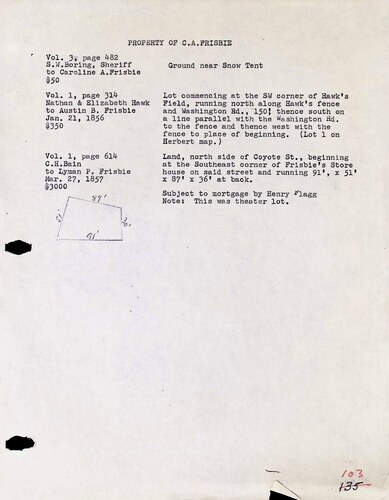 PROPERTY OF C.A.FRISBIE
Vol. 3, page 482
S.W.Boring, Sheriff Ground near Snow Tent
to Caroline A.Frisbie
$50
Vol. 1, page 314 Lot commencing at the SW corner of Hawk's
Nathan & Elizabeth Hawk Field, running north along Hawk's fence
to Austin B. Frisbie and Washington Rd., 150; thence south on
Jan. 21, 1856 a line parallel with the Washington Rd.
$350 to the fence and thence west with the
fence to place of beginning. (Lot 1 on
Herbert map.)
Vol. 1, page 614 Land, north side of Coyote St., beginning
C.H.Bain at the Southeast corner of Frisbie's Store
to Lyman P. Frisbie house on said street and running 91', x 51'
Mar. 27, 1857 x 87' x 36' at back.
$3000
Subject to mortgage by Henry Flagg
Note: This was theater lot.
87'
51'
36'
91'
103
135